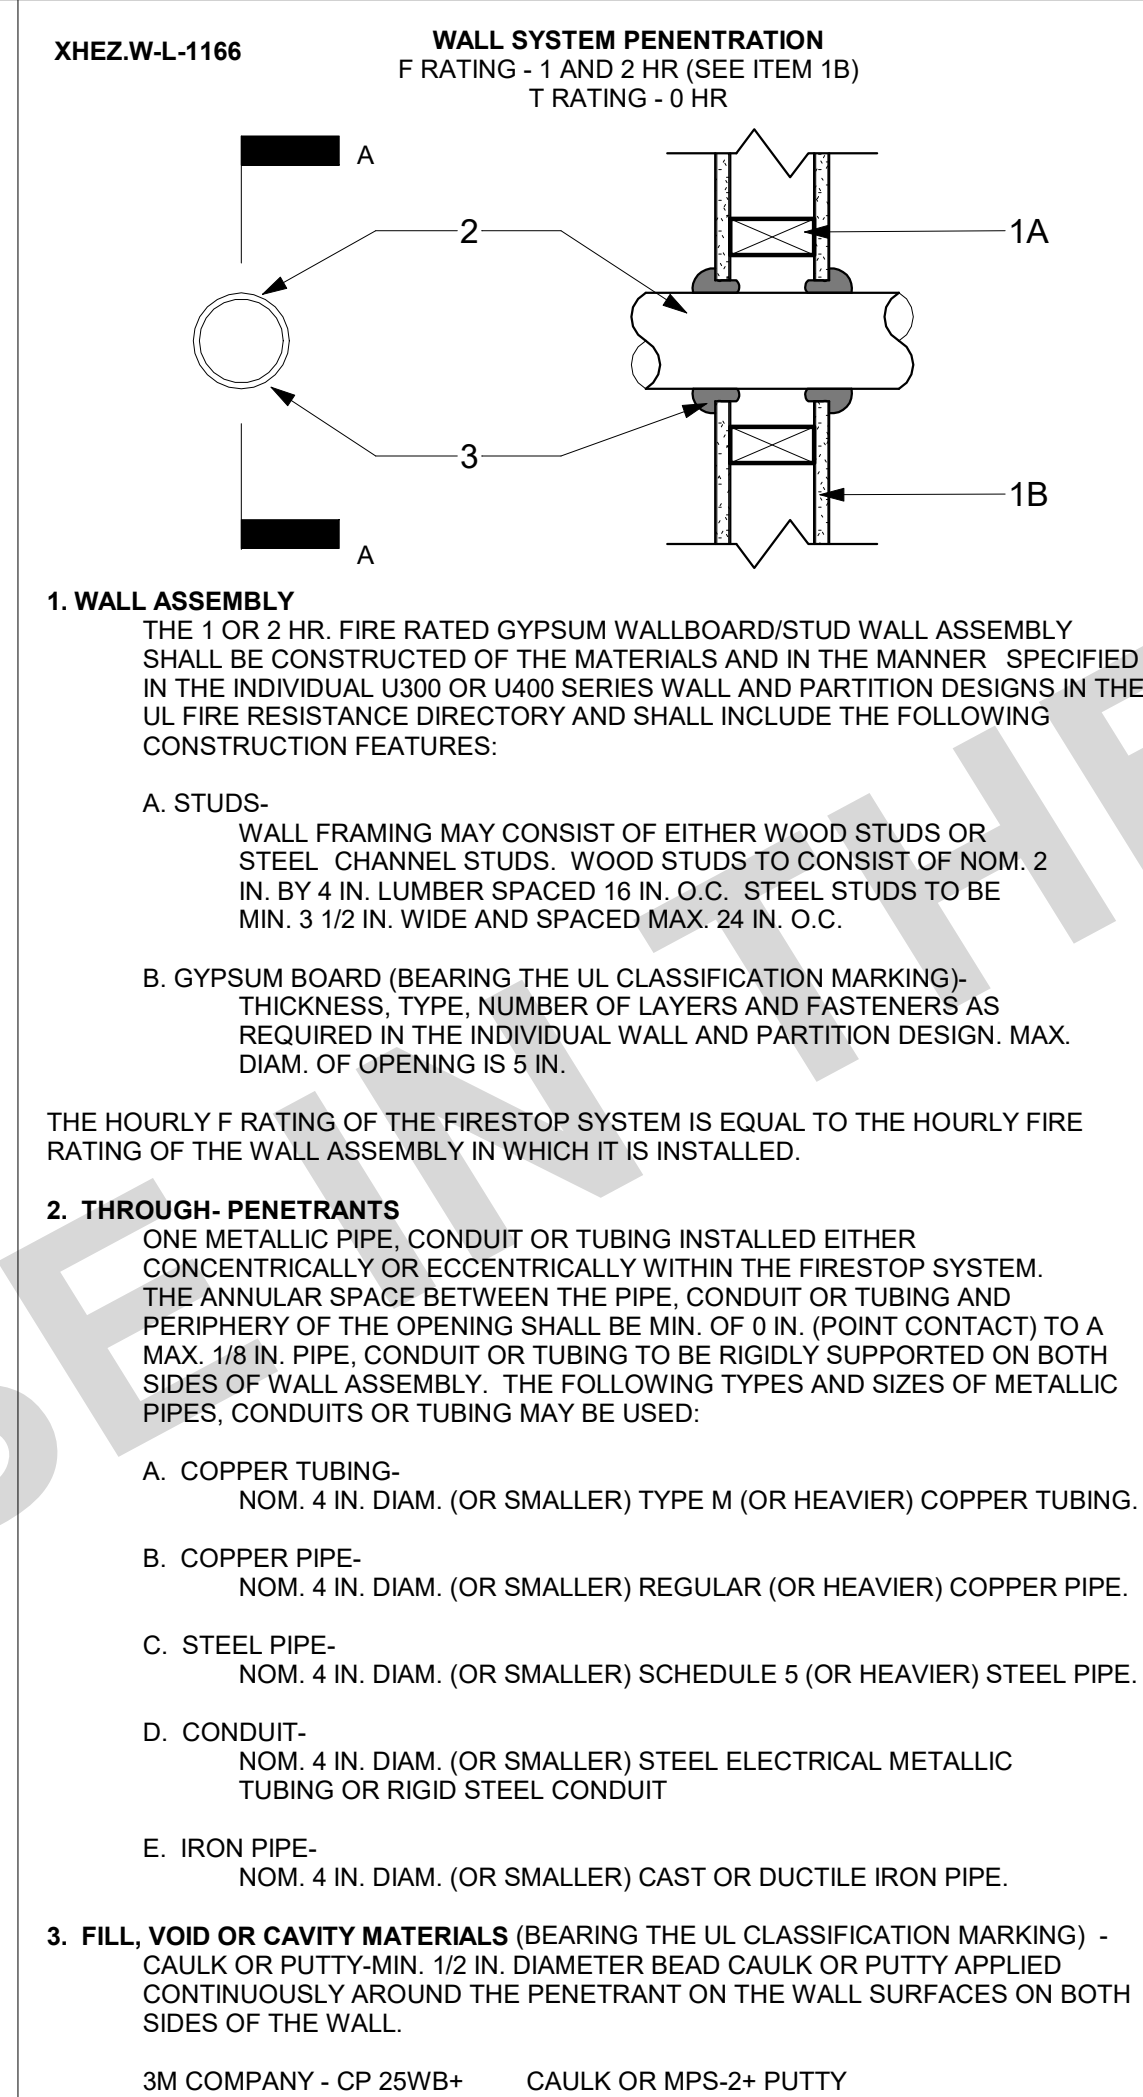 XHEZ.W-L-1166
WALL SYSTEM PENENTRATION
F RATING - 1 AND 2 HR (SEE ITEM 1B)
T RATING - 0 HR
A
2
1A
3
1B
A
1. WALL ASSEMBLY
THE 1 OR 2 HR. FIRE RATED GYPSUM WALLBOARD/STUD WALL ASSEMBLY
SHALL BE CONSTRUCTED OF THE MATERIALS AND IN THE MANNER SPECIFIED
IN THE INDIVIDUAL U300 OR U400 SERIES WALL AND PARTITION DESIGNS IN THE
UL FIRE RESISTANCE DIRECTORY AND SHALL INCLUDE THE FOLLOWING
CONSTRUCTION FEATURES:
A. STUDS-
WALL FRAMING MAY CONSIST OF EITHER WOOD STUDS OR
STEEL CHANNEL STUDS. WOOD STUDS TO CONSIST OF NOM. 2
IN. BY 4 IN. LUMBER SPACED 16 IN. O.C. STEEL STUDS TO BE
MIN. 3 1/2 IN. WIDE AND SPACED MAX. 24 IN. O.C.
B. GYPSUM BOARD (BEARING THE UL CLASSIFICATION MARKING)-
THICKNESS, TYPE, NUMBER OF LAYERS AND FASTENERS AS
REQUIRED IN THE INDIVIDUAL WALL AND PARTITION DESIGN. MAX.
DIAM. OF OPENING IS 5 IN.
THE HOURLY F RATING OF THE FIRESTOP SYSTEM IS EQUAL TO THE HOURLY FIRE
RATING OF THE WALL ASSEMBLY IN WHICH IT IS INSTALLED.
2. THROUGH- PENETRANTS
ONE METALLIC PIPE, CONDUIT OR TUBING INSTALLED EITHER
CONCENTRICALLY OR ECCENTRICALLY WITHIN THE FIRESTOP SYSTEM.
THE ANNULAR SPACE BETWEEN THE PIPE, CONDUIT OR TUBING AND
PERIPHERY OF THE OPENING SHALL BE MIN. OF 0 IN. (POINT CONTACT) TO A
MAX. 1/8 IN. PIPE, CONDUIT OR TUBING TO BE RIGIDLY SUPPORTED ON BOTH
SIDES OF WALL ASSEMBLY. THE FOLLOWING TYPES AND SIZES OF METALLIC
PIPES, CONDUITS OR TUBING MAY BE USED:
A. COPPER TUBING-
NOM. 4 IN. DIAM. (OR SMALLER) TYPE M (OR HEAVIER) COPPER TUBING.
B. COPPER PIPE-
NOM. 4 IN. DIAM. (OR SMALLER) REGULAR (OR HEAVIER) COPPER PIPE.
C. STEEL PIPE-
NOM. 4 IN. DIAM. (OR SMALLER) SCHEDULE 5 (OR HEAVIER) STEEL PIPE.
D. CONDUIT-
NOM. 4 IN. DIAM. (OR SMALLER) STEEL ELECTRICAL METALLIC
TUBING OR RIGID STEEL CONDUIT
E. IRON PIPE-
NOM. 4 IN. DIAM. (OR SMALLER) CAST OR DUCTILE IRON PIPE.
3. FILL, VOID OR CAVITY MATERIALS (BEARING THE UL CLASSIFICATION MARKING) -
CAULK OR PUTTY-MIN. 1/2 IN. DIAMETER BEAD CAULK OR PUTTY APPLIED
CONTINUOUSLY AROUND THE PENETRANT ON THE WALL SURFACES ON BOTH
SIDES OF THE WALL.
3M COMPANY - CP 25WB+ CAULK OR MPS-2+ PUTTY
IN